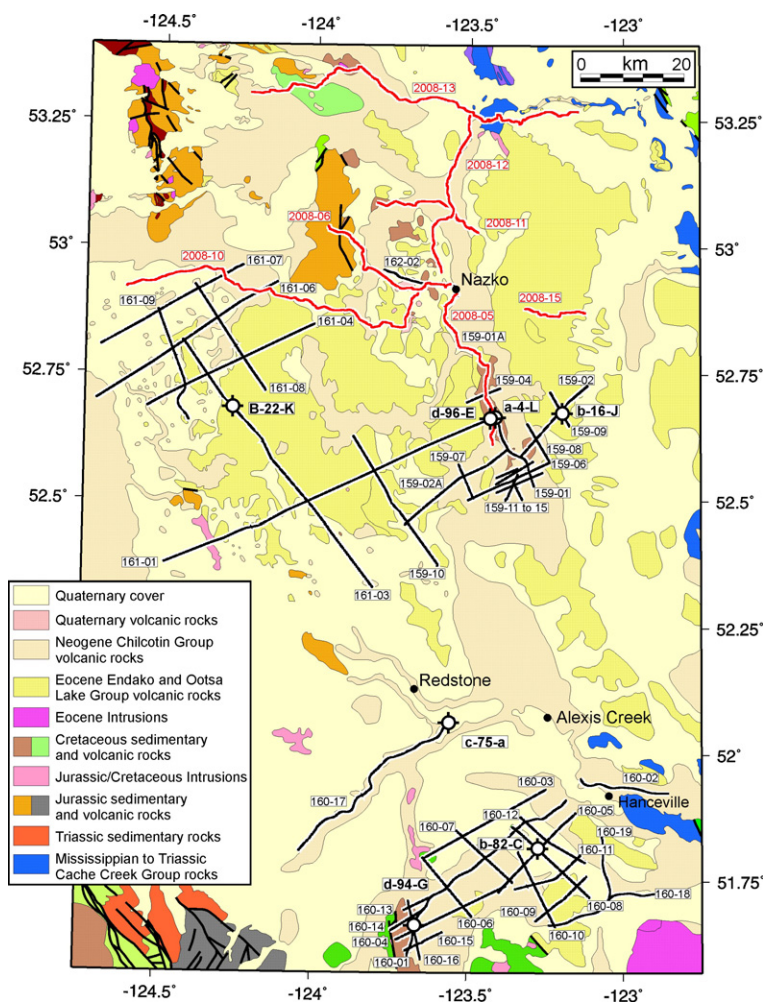 -124.5 -124 -123.5 -123
km
0 20
53.25° 53.25°
2008-13
2008-12
2008-06
2008-11
53° 53°
2008-10
161-07
162-02
Nazko
161-09
161-06
2008-15
161-04
2008-05
159-01A
52.75° 52.75°
161-08
159-04
159-02
B-22-K
d-96-E
a-4-L
b-16-J
159-09
159-08
159-07
159-06
159-02A
159-01
52.5° 52.5°
159-11 to 15
161-01
159-10
161-03
Quaternary cover
Quaternary volcanic rocks
Neogene Chilcotin Group
volcanic rocks
Eocene Endako and Ootsa
Lake Group volcanic rocks
Eocene Intrusions
Cretaceous sedimentary
and volcanic rocks
Jurassic/Cretaceous Intrusions
Jurassic sedimentary
and volcanic rocks
Triassic sedimentary rocks
Mississippian to Triassic
Cache Creek Group rocks
52.25°
Redstone
Alexis Creek
c-75-a
52°
160-03
160-02
Hanceville
160-17
160-12
160-05
160-07
160-19
b-82-C
160-11
d-94-G
51.75°
160-18
160-13
160-08
160-14
160-09
160-06
160-04
160-15
160-10
160-01
160-16
-124.5 -124 -123.5 -123